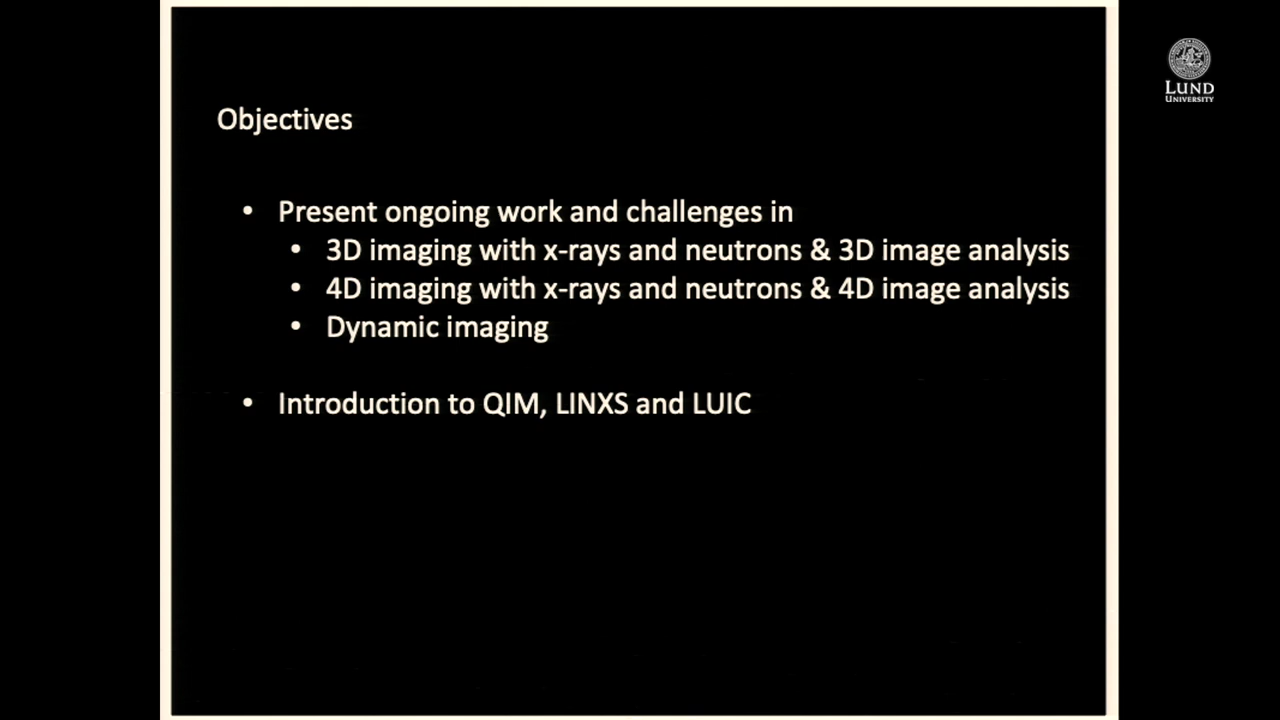 Objectives
• Present ongoing work and challenges in
• 3D imaging with x-rays and neutrons & 3D image analysis
• 4D imaging with x-rays and neutrons & 4D image analysis
• Dynamic imaging
• Introduction to QIM, LINXS and LUIC
LUND
UNIVERSITY